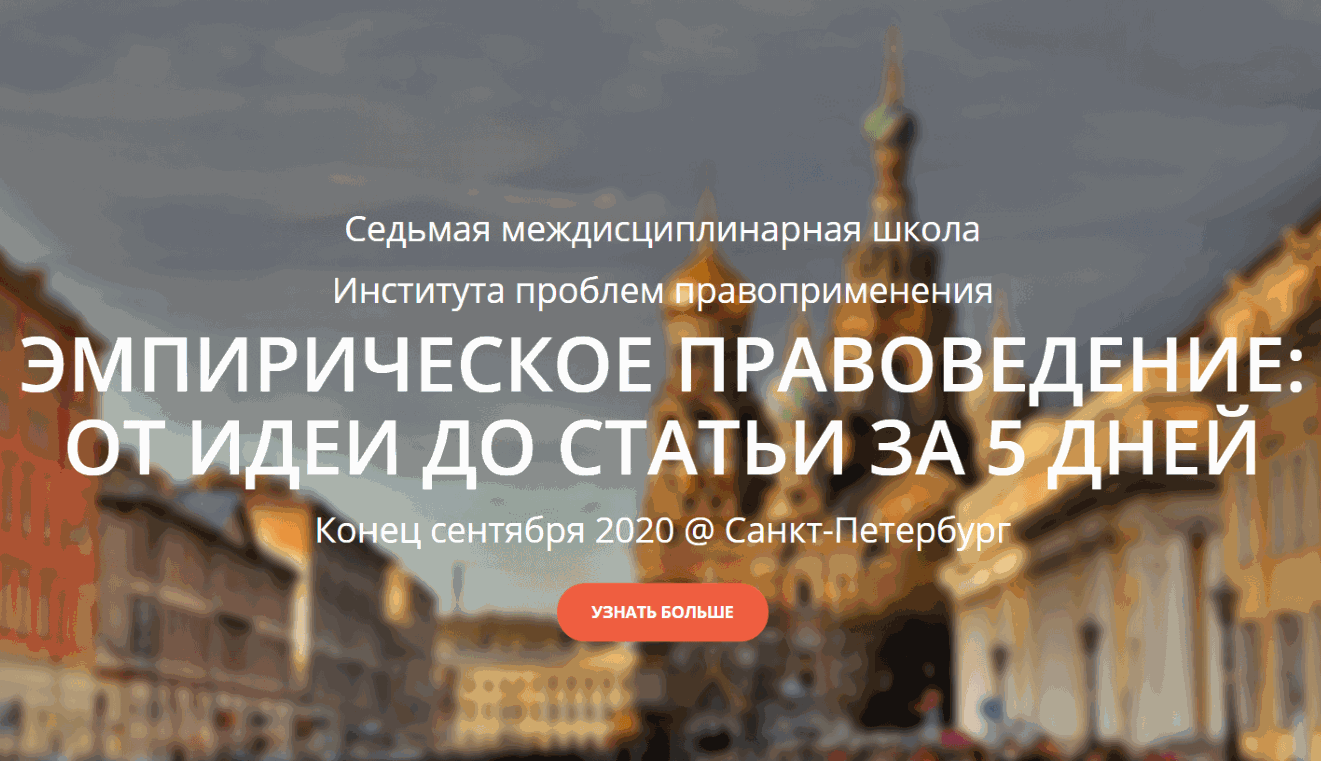 Седьмая междисциплинарная школа
Института проблем правоприменения
ЭМПИРИЧЕСКОЕ ПРАВОВЕДЕНИЕ:
ОТ ИДЕИ ДО СТАТЬИ ЗА 5 ДНЕЙ
Конец сентября 2020 @ Санкт-Петербург
УЗНАТЬ БОЛЬШЕ